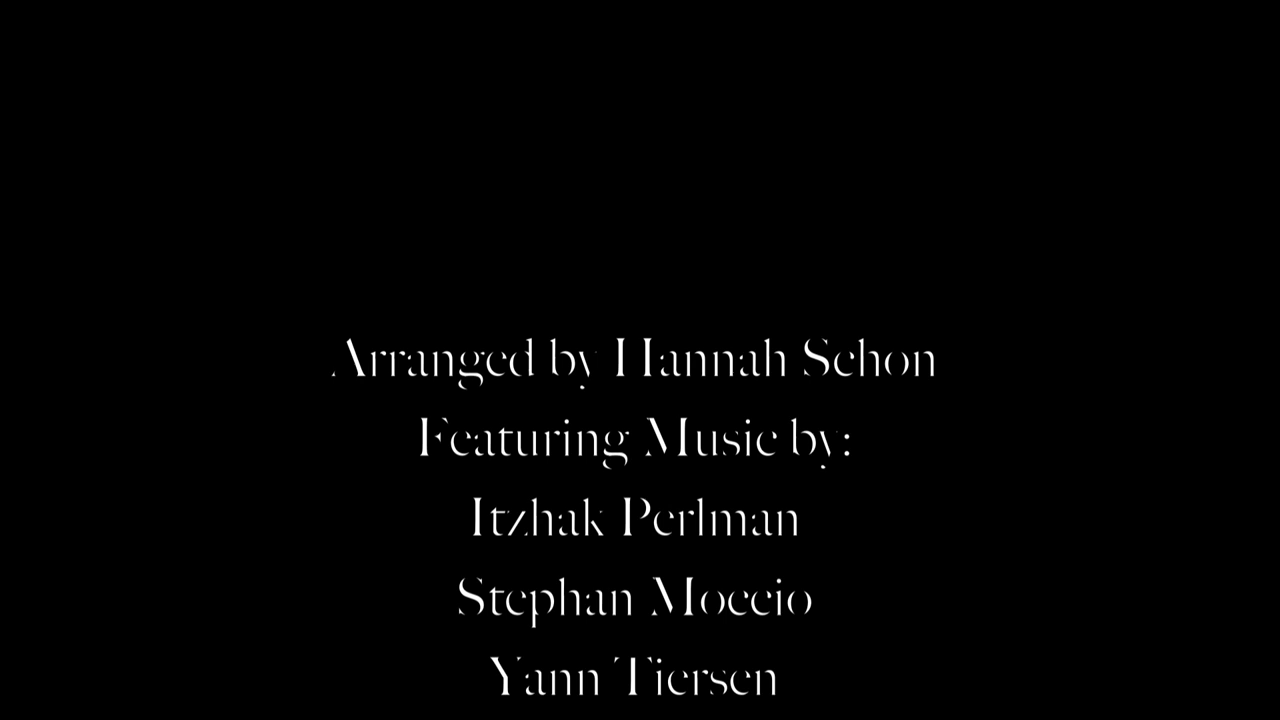 Arranged by Hannah Schon
Featuring Music by:
Itzhak Perlman
Stephan Moccio
Yann Tiersen